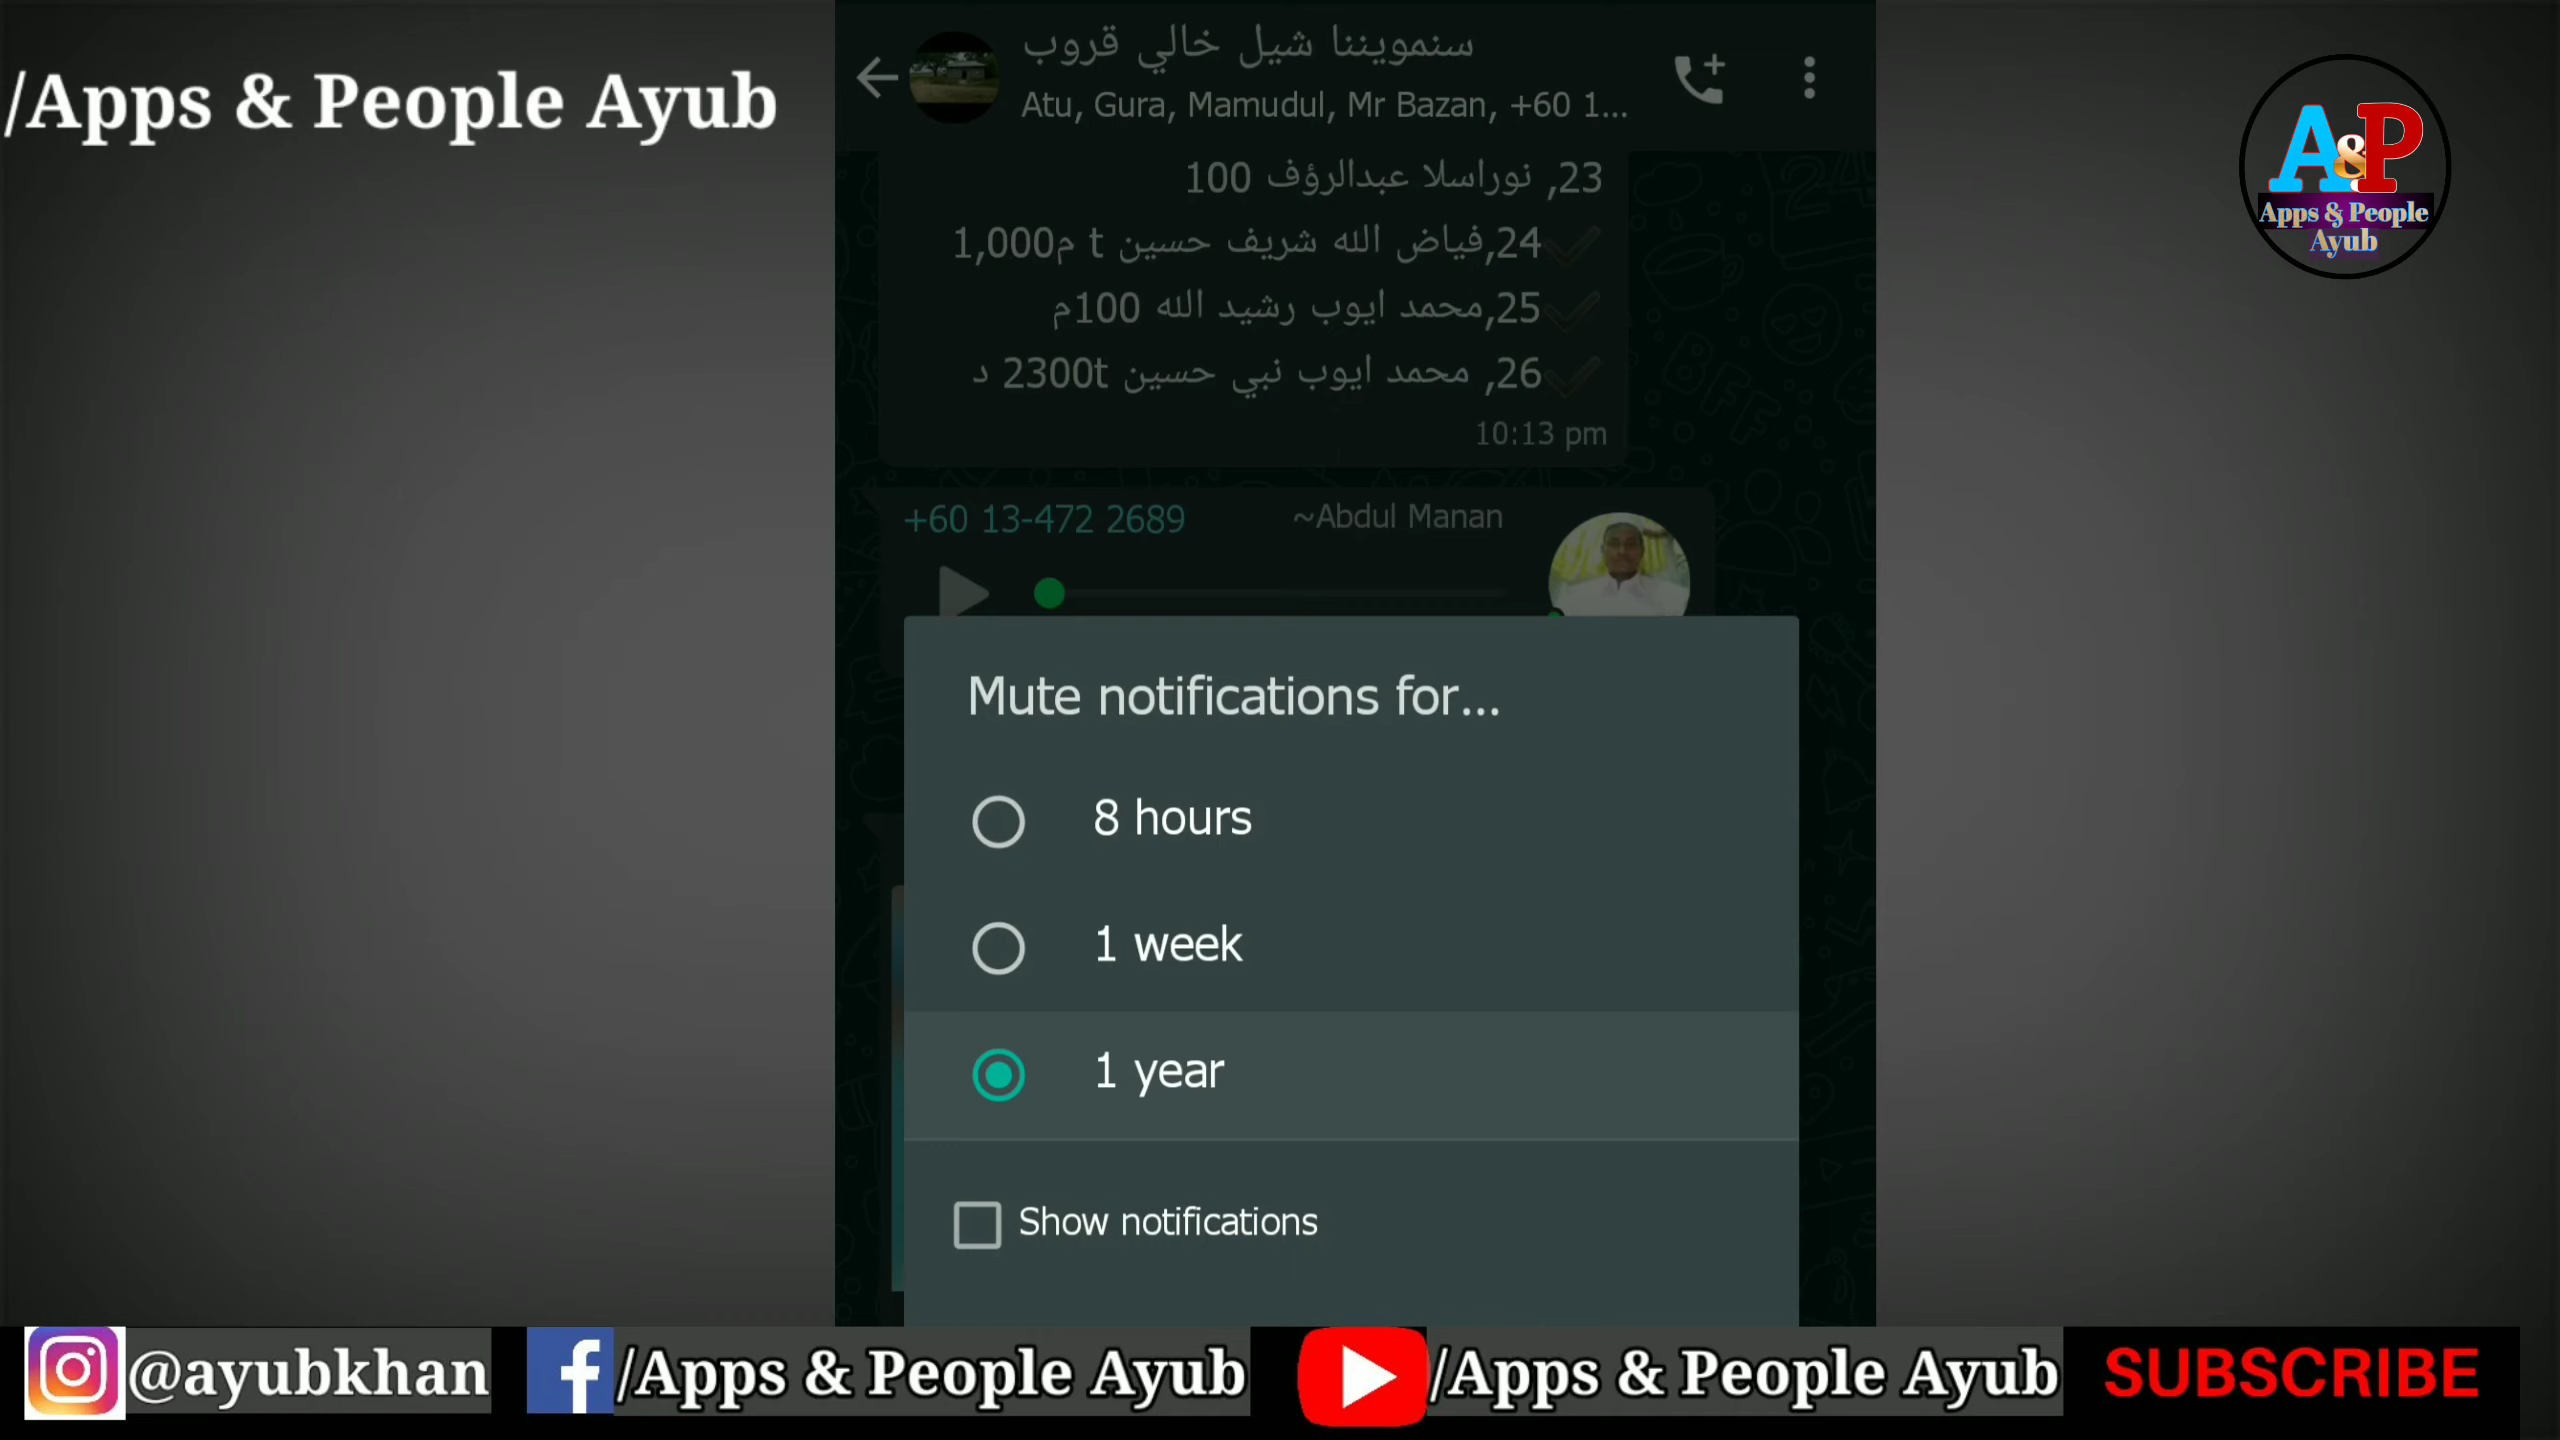 /Apps & People Ayub
A&P
Apps & People
Ayub
سنمويننا شيل خالي قروب
Atu, Gura, Mamudul, Mr Bazan, +60 1...
23, نوراسلا عبدالرؤف 100
24,فياض الله شريف حسين t م1,000
25,محمد ايوب رشيد الله 100م
26, محمد ايوب نبي حسين 2300t د
10:13 pm
+60 13-472 2689 ~Abdul Manan
Mute notifications for...
8 hours
1 week
1 year
Show notifications
@ayubkhan /Apps & People Ayub /Apps & People Ayub SUBSCRIBE